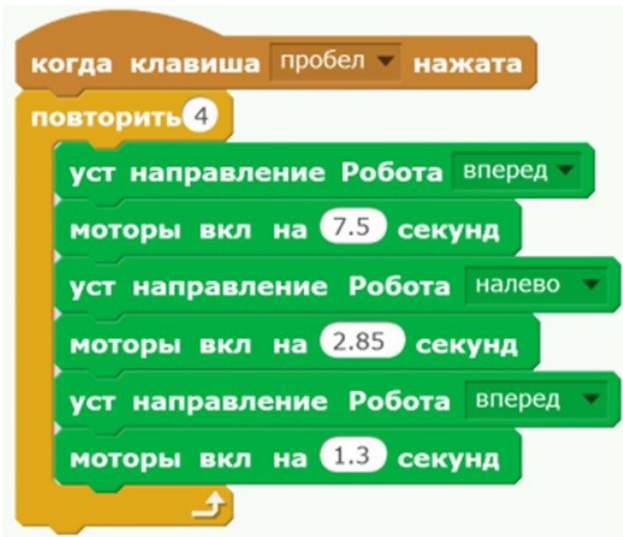 когда клавиша пробел нажата
повторить 4
уст направление Робота вперед
моторы вкл на 7.5 секунд
уст направление Робота налево
моторы вкл на 2.85 секунд
уст направление Робота вперед
моторы вкл на 1.3 секунд